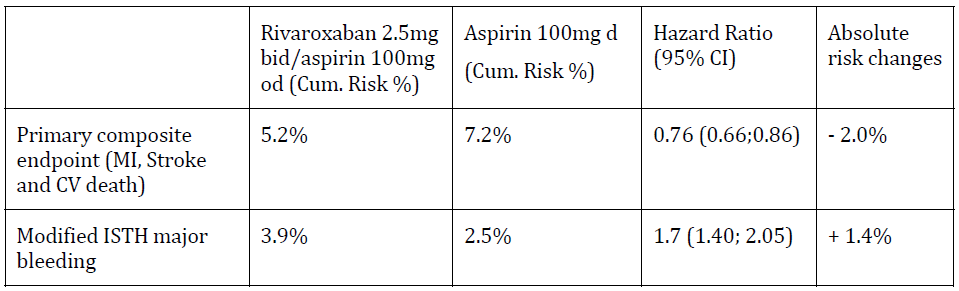 Rivaroxaban 2.5mg
bid/aspirin 100mg
od (Cum. Risk %)
Aspirin 100mg d
(Cum. Risk %)
Hazard Ratio
(95% CI)
Absolute
risk changes
Primary composite
endpoint (MI, Stroke
and CV death)
5.2%
7.2%
0.76 (0.66;0.86)
- 2.0%
Modified ISTH major
bleeding
3.9%
2.5%
1.7 (1.40; 2.05)
+ 1.4%